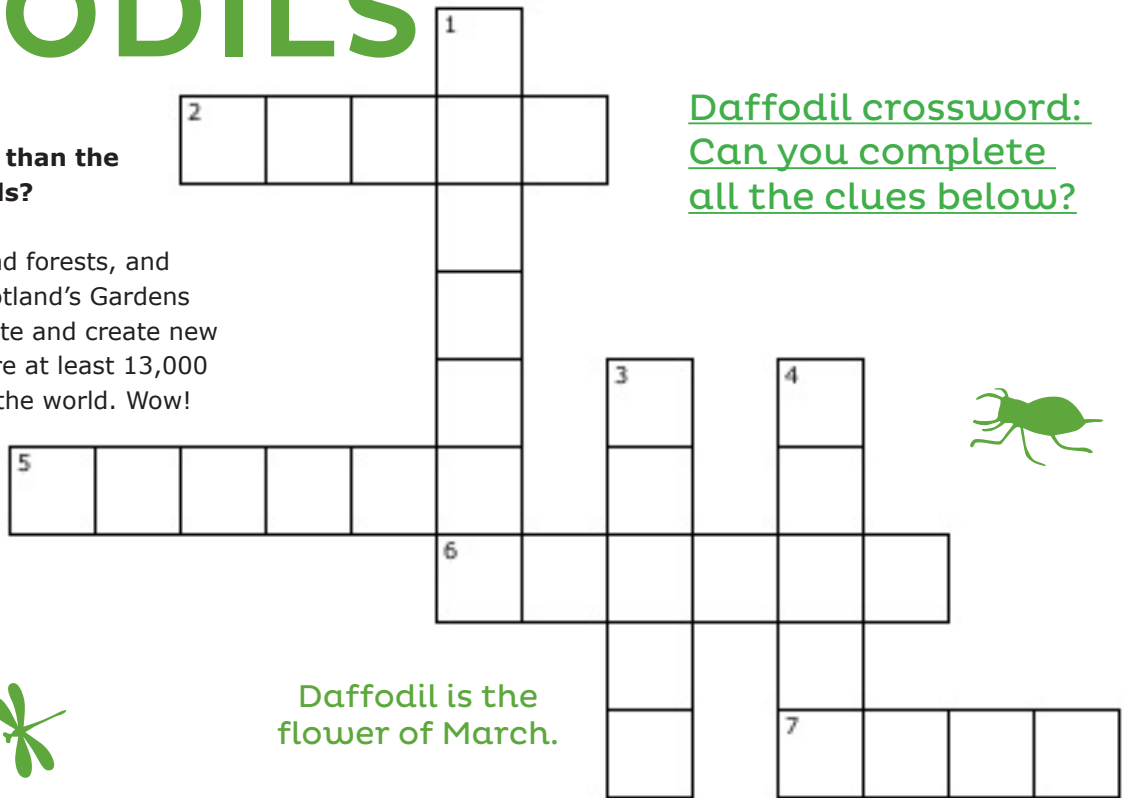 ODILS
than the
ls?
d forests, and
otland's Gardens
te and create new
re at least 13,000
the world. Wow!
1
2
Daffodil crossword:
Can you complete
all the clues below?
3
4
5
6
7
Daffodil is the
flower of March.